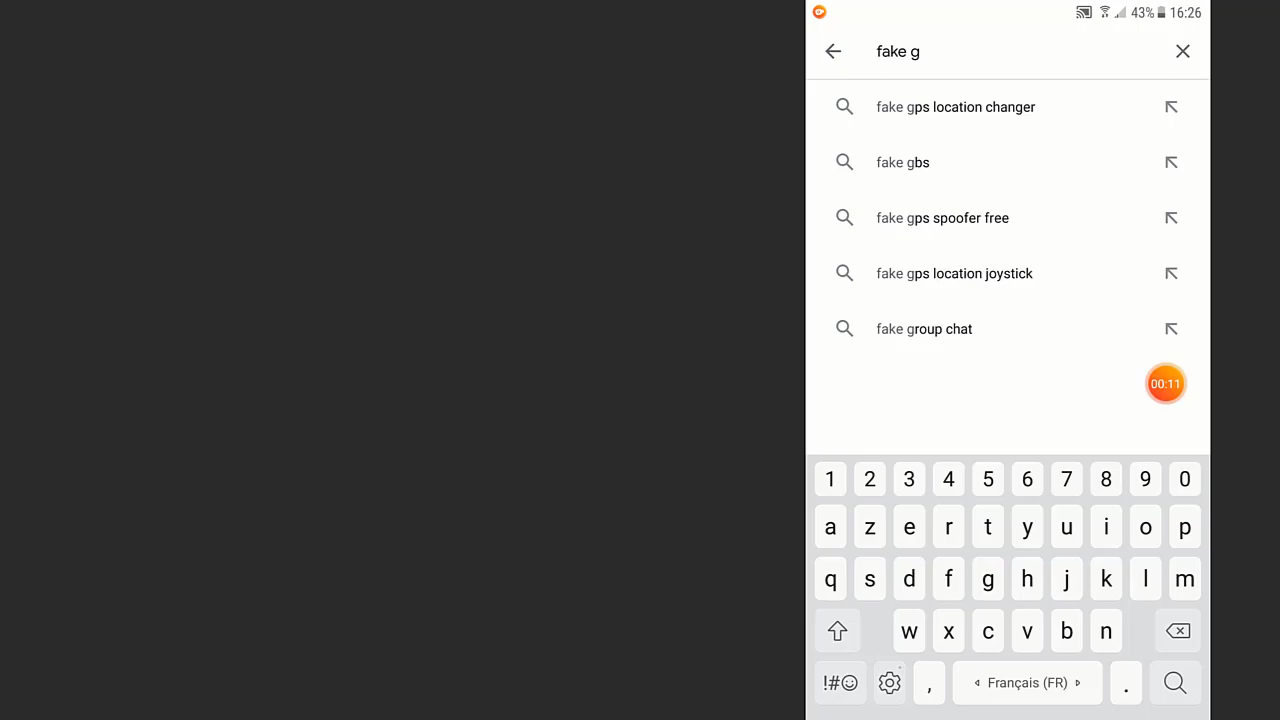 43% 16:26
fake g
fake gps location changer
fake gbs
fake gps spoofer free
fake gps location joystick
fake group chat
00:11
1 2 3 4 5 6 7 8 9 0
a z e r t y u i o p
q s d f g h j k l m
w x c v b n
!#☺ , Français (FR) .